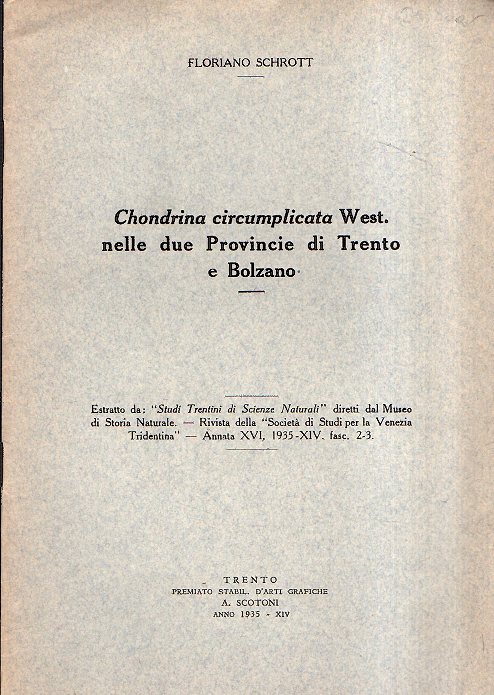 FLORIANO SCHROTT
Chondrina circumplicata West.
nelle due Provincie di Trento
e Bolzano
Estratto da: "Studi Trentini di Scienze Naturali" diretti dal Museo
di Storia Naturale. — Rivista della "Società di Studi per la Venezia
Tridentina" — Annata XVI, 1935-XIV. fasc. 2-3.
TRENTO
PREMIATO STABIL. D'ARTI GRAFICHE
A. SCOTONI
ANNO 1935 - XIV